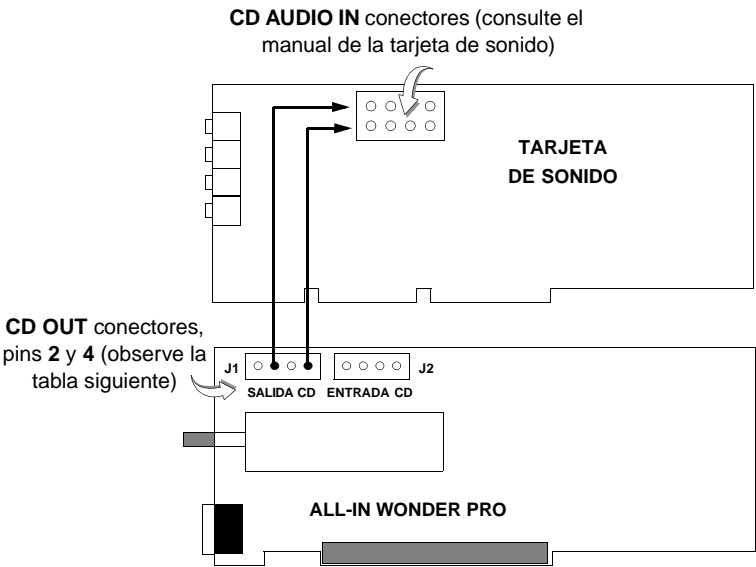 CD AUDIO IN conectores (consulte el
manual de la tarjeta de sonido)
TARJETA
DE SONIDO
CD OUT conectores,
pins 2 y 4 (observe la
tabla siguiente)
J1
J2
SALIDA CD
ENTRADA CD
ALL-IN WONDER PRO